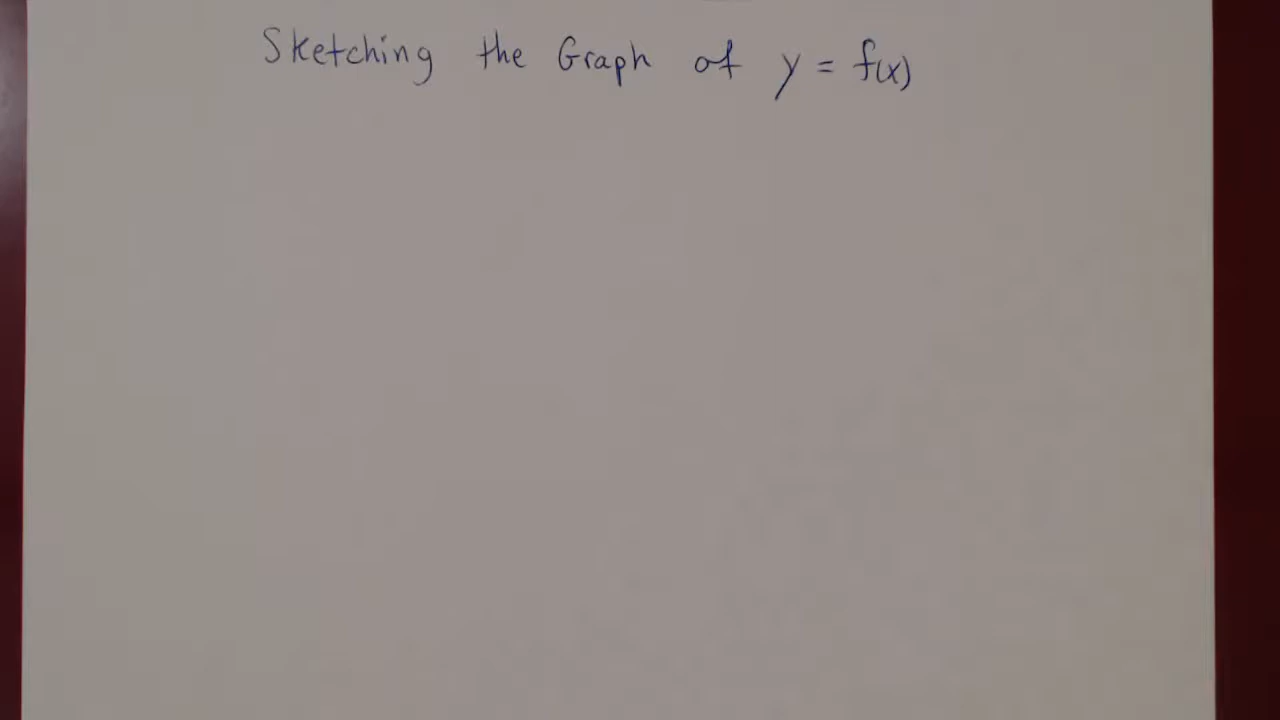 Sketching the Graph of y = f(x)